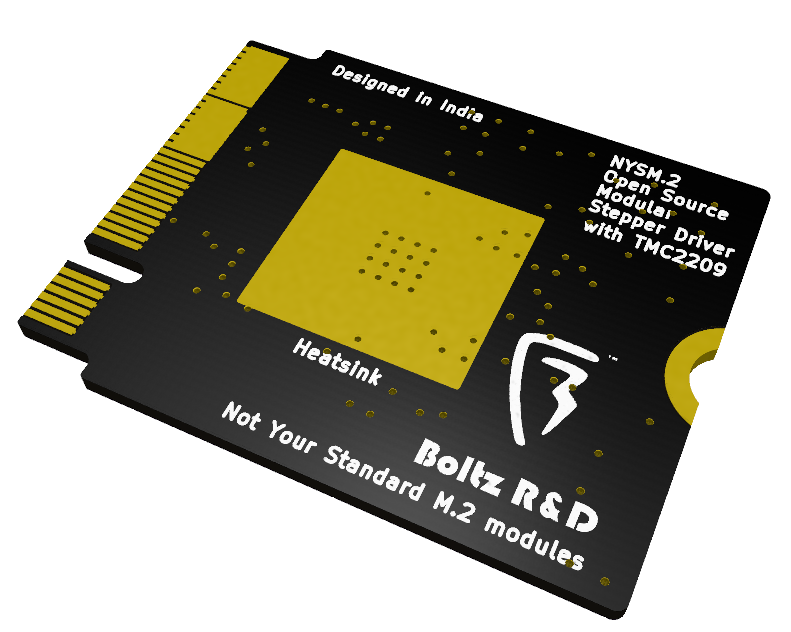 Designed in India
NYSM.2
Open Source
Modular
Stepper Driver
with TMC2209
Heatsink
™
Boltz R&D
Not Your Standard M.2 modules